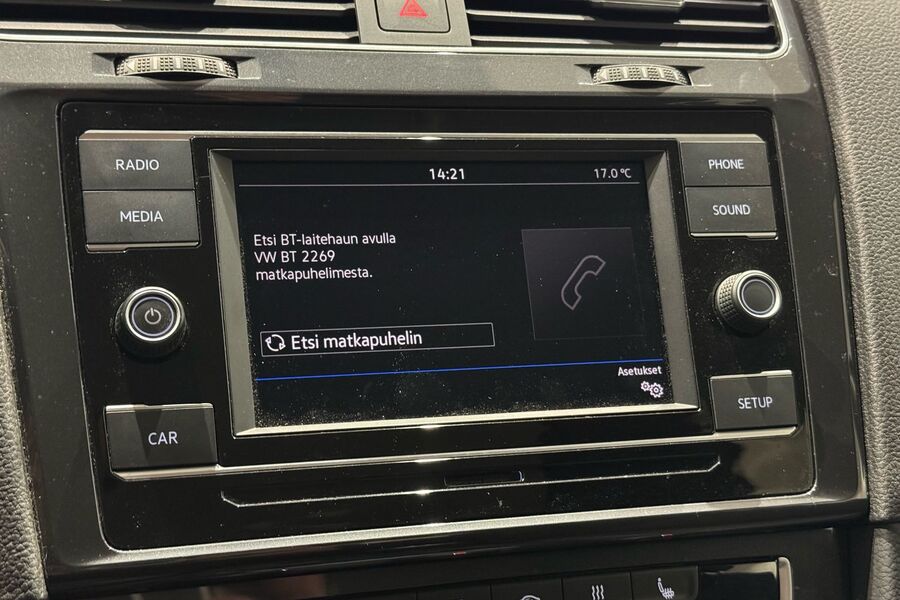 RADIO
MEDIA
CAR
14:21
17.0 °C
Etsi BT-laitehaun avulla
VW BT 2269
matkapuhelimesta.
Etsi matkapuhelin
Asetukset
PHONE
SOUND
SETUP